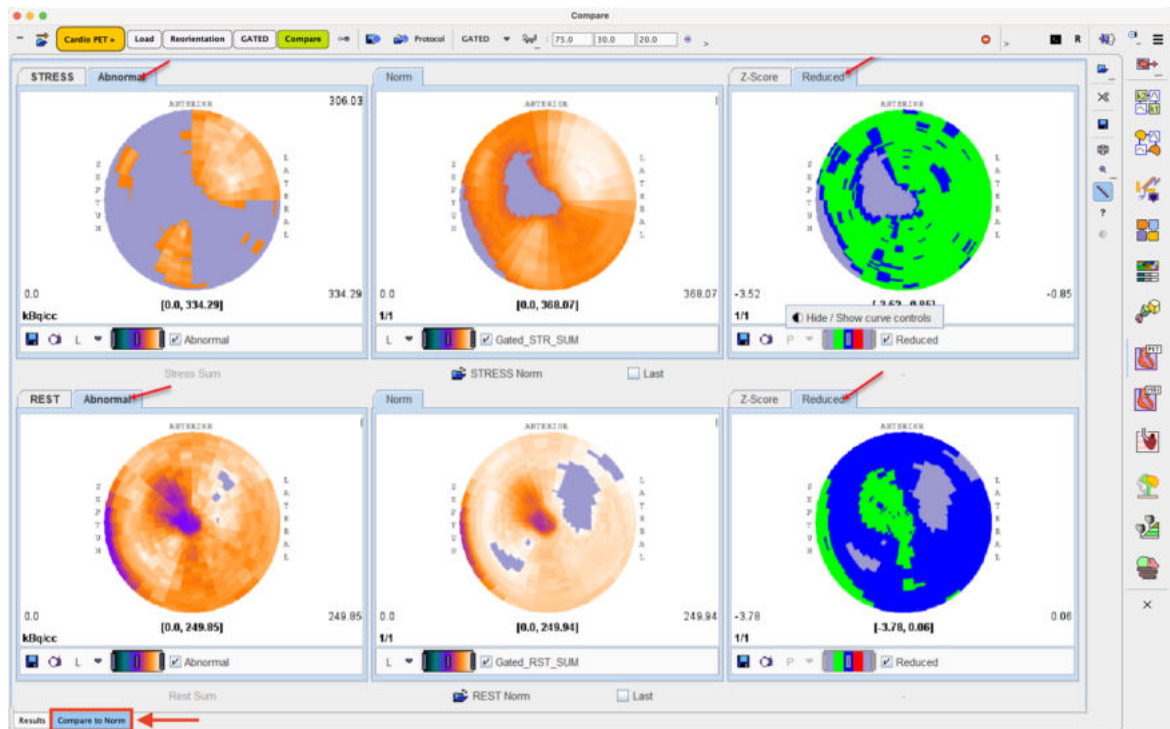 Compare
Cardio PET Load Reorientation GATED Compare Protocol GATED 75.0 30.0 20.0 R
STRESS Abnormal Norm Z-Score Reduced
ANTERIOR ANTERIOR ANTERIOR
306.03
SEPTUM LATERAL SEPTUM LATERAL SEPTUM LATERAL
0.0 334.29 0.0 368.07 -3.52 -0.85
[0.0, 334.29] [0.0, 368.07]
kBq/cc 1/1 1/1
Hide / Show curve controls
L Abnormal L Gated_STR_SUM P Reduced
Stress Sum STRESS Norm Last
REST Abnormal Norm Z-Score Reduced
ANTERIOR ANTERIOR ANTERIOR
SEPTUM LATERAL SEPTUM LATERAL SEPTUM LATERAL
0.0 249.85 0.0 249.94 -3.78 0.06
[0.0, 249.85] [0.0, 249.94] [-3.78, 0.06]
kBq/cc 1/1 1/1
L Abnormal L Gated_RST_SUM P Reduced
Rest Sum REST Norm Last
Results Compare to Norm
PET